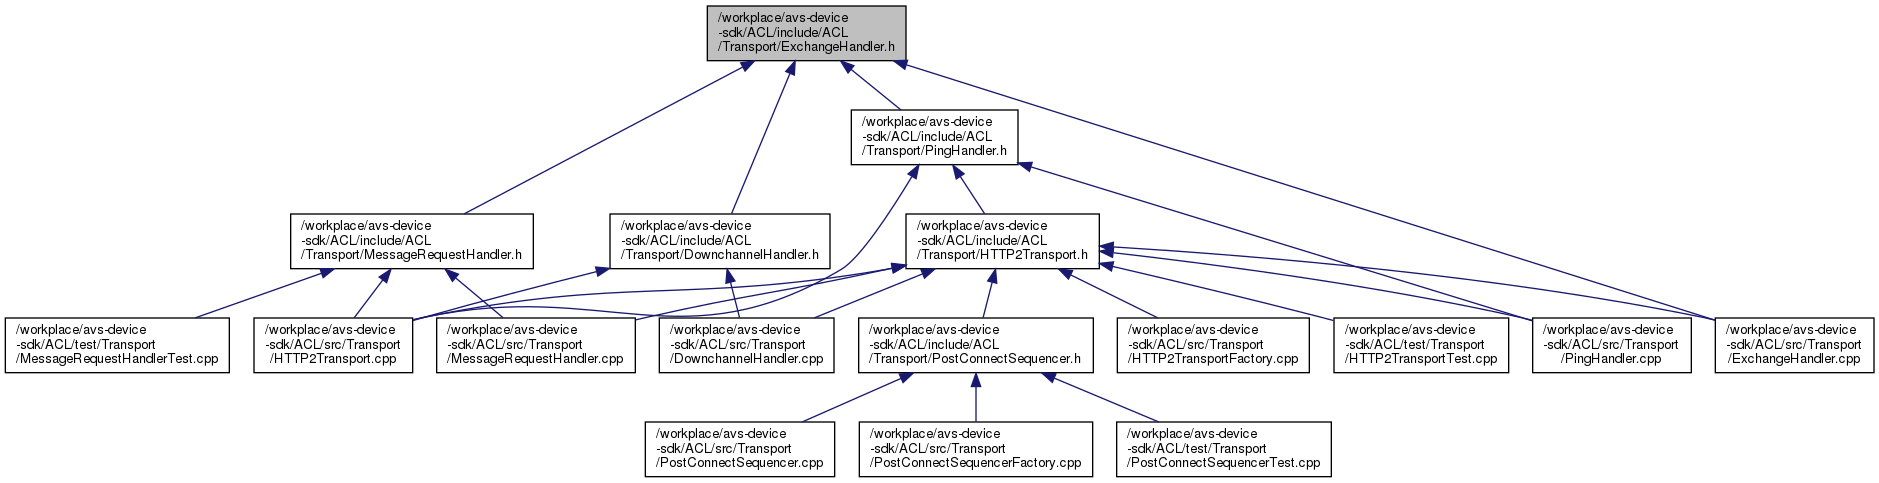 /workplace/avs-device
-sdk/ACL/include/ACL
/Transport/ExchangeHandler.h
/workplace/avs-device
-sdk/ACL/include/ACL
/Transport/PingHandler.h
/workplace/avs-device
-sdk/ACL/include/ACL
/Transport/MessageRequestHandler.h
/workplace/avs-device
-sdk/ACL/include/ACL
/Transport/DownchannelHandler.h
/workplace/avs-device
-sdk/ACL/include/ACL
/Transport/HTTP2Transport.h
/workplace/avs-device
-sdk/ACL/test/Transport
/MessageRequestHandlerTest.cpp
/workplace/avs-device
-sdk/ACL/src/Transport
/HTTP2Transport.cpp
/workplace/avs-device
-sdk/ACL/src/Transport
/MessageRequestHandler.cpp
/workplace/avs-device
-sdk/ACL/src/Transport
/DownchannelHandler.cpp
/workplace/avs-device
-sdk/ACL/include/ACL
/Transport/PostConnectSequencer.h
/workplace/avs-device
-sdk/ACL/src/Transport
/HTTP2TransportFactory.cpp
/workplace/avs-device
-sdk/ACL/test/Transport
/HTTP2TransportTest.cpp
/workplace/avs-device
-sdk/ACL/src/Transport
/PingHandler.cpp
/workplace/avs-device
-sdk/ACL/src/Transport
/ExchangeHandler.cpp
/workplace/avs-device
-sdk/ACL/src/Transport
/PostConnectSequencer.cpp
/workplace/avs-device
-sdk/ACL/src/Transport
/PostConnectSequencerFactory.cpp
/workplace/avs-device
-sdk/ACL/test/Transport
/PostConnectSequencerTest.cpp